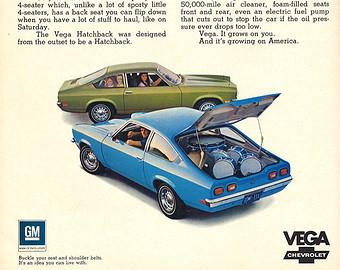 4-seater which, unlike a lot of sporty little
4-seaters, has a back seat you can flip down
when you have a lot of stuff to haul, like on
Saturday.
The Vega Hatchback was designed
from the outset to be a Hatchback.
50,000-mile air cleaner, foam-filled seats
front and rear, even an electric fuel pump
that cuts out to stop the car if the oil pres-
sure ever drops too low.
Vega. It grows on you.
And it's growing on America.
GM
Buckle your seat and shoulder belts.
It's an idea you can live with.
VEGA
CHEVROLET